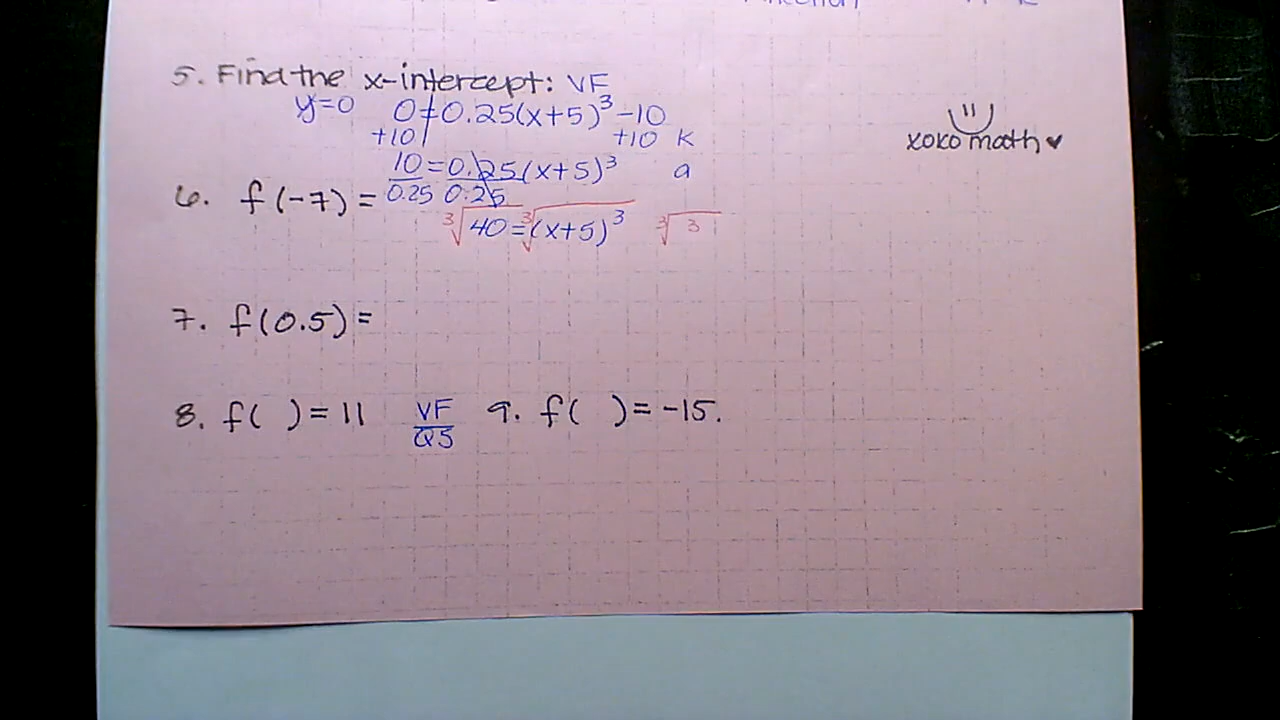 5. Find the x-intercept: VF
y=0 0=0.25(x+5)³-10
+10 +10 k
10=0.25(x+5)³ a
0.25 0.25
∛40=∛(x+5)³ ∛3
6. f(-7)=
7. f(0.5)=
8. f( )=11 VF
QS
9. f( )=-15.
xoxo math ♥